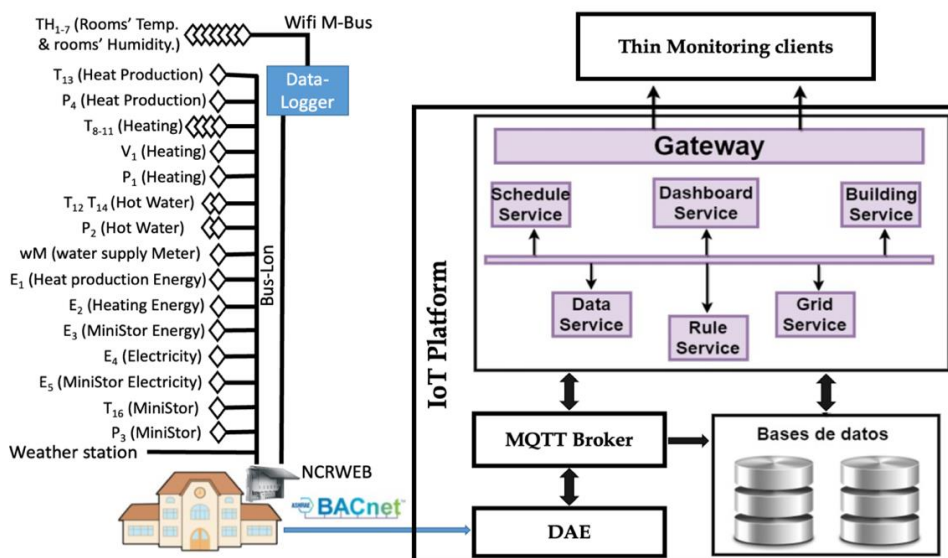 TH1-7 (Rooms' Temp.
& rooms' Humidity.)
Wifi M-Bus
Data-
Logger
T13 (Heat Production)
P4 (Heat Production)
T8-11 (Heating)
V1 (Heating)
P1 (Heating)
T12 T14 (Hot Water)
P2 (Hot Water)
wM (water supply Meter)
E1 (Heat production Energy)
E2 (Heating Energy)
E3 (MiniStor Energy)
E4 (Electricity)
E5 (MiniStor Electricity)
T16 (MiniStor)
P3 (MiniStor)
Weather station
Bus-Lon
NCRWEB
ASHRAE BACnet™
Thin Monitoring clients
IoT Platform
Gateway
Schedule
Service
Dashboard
Service
Building
Service
Data
Service
Rule
Service
Grid
Service
MQTT Broker
Bases de datos
DAE